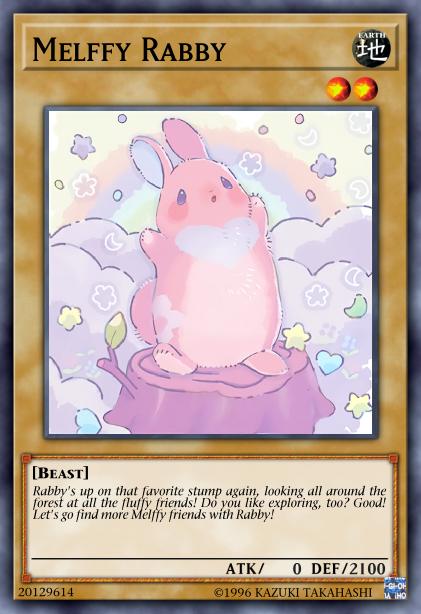 MELFFY RABBY
EARTH
地
[BEAST]
Rabby's up on that favorite stump again, looking all around the
forest at all the fluffy friends! Do you like exploring, too? Good!
Let's go find more Melffy friends with Rabby!
ATK/ 0 DEF/2100
20129614
©1996 KAZUKI TAKAHASHI